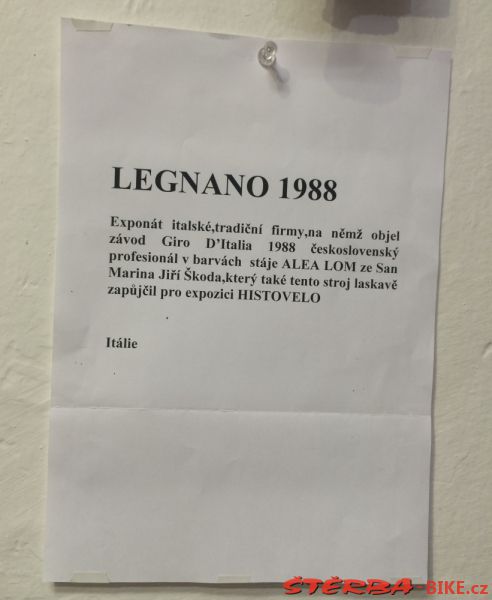 LEGNANO 1988
Exponát italské,tradiční firmy,na němž objel
závod Giro D'Italia 1988 československý
profesionál v barvách stáje ALEA LOM ze San
Marina Jiří Škoda,který také tento stroj laskavě
zapůjčil pro expozici HISTOVELO
Itálie
ŠTĚRBA-BIKE.cz